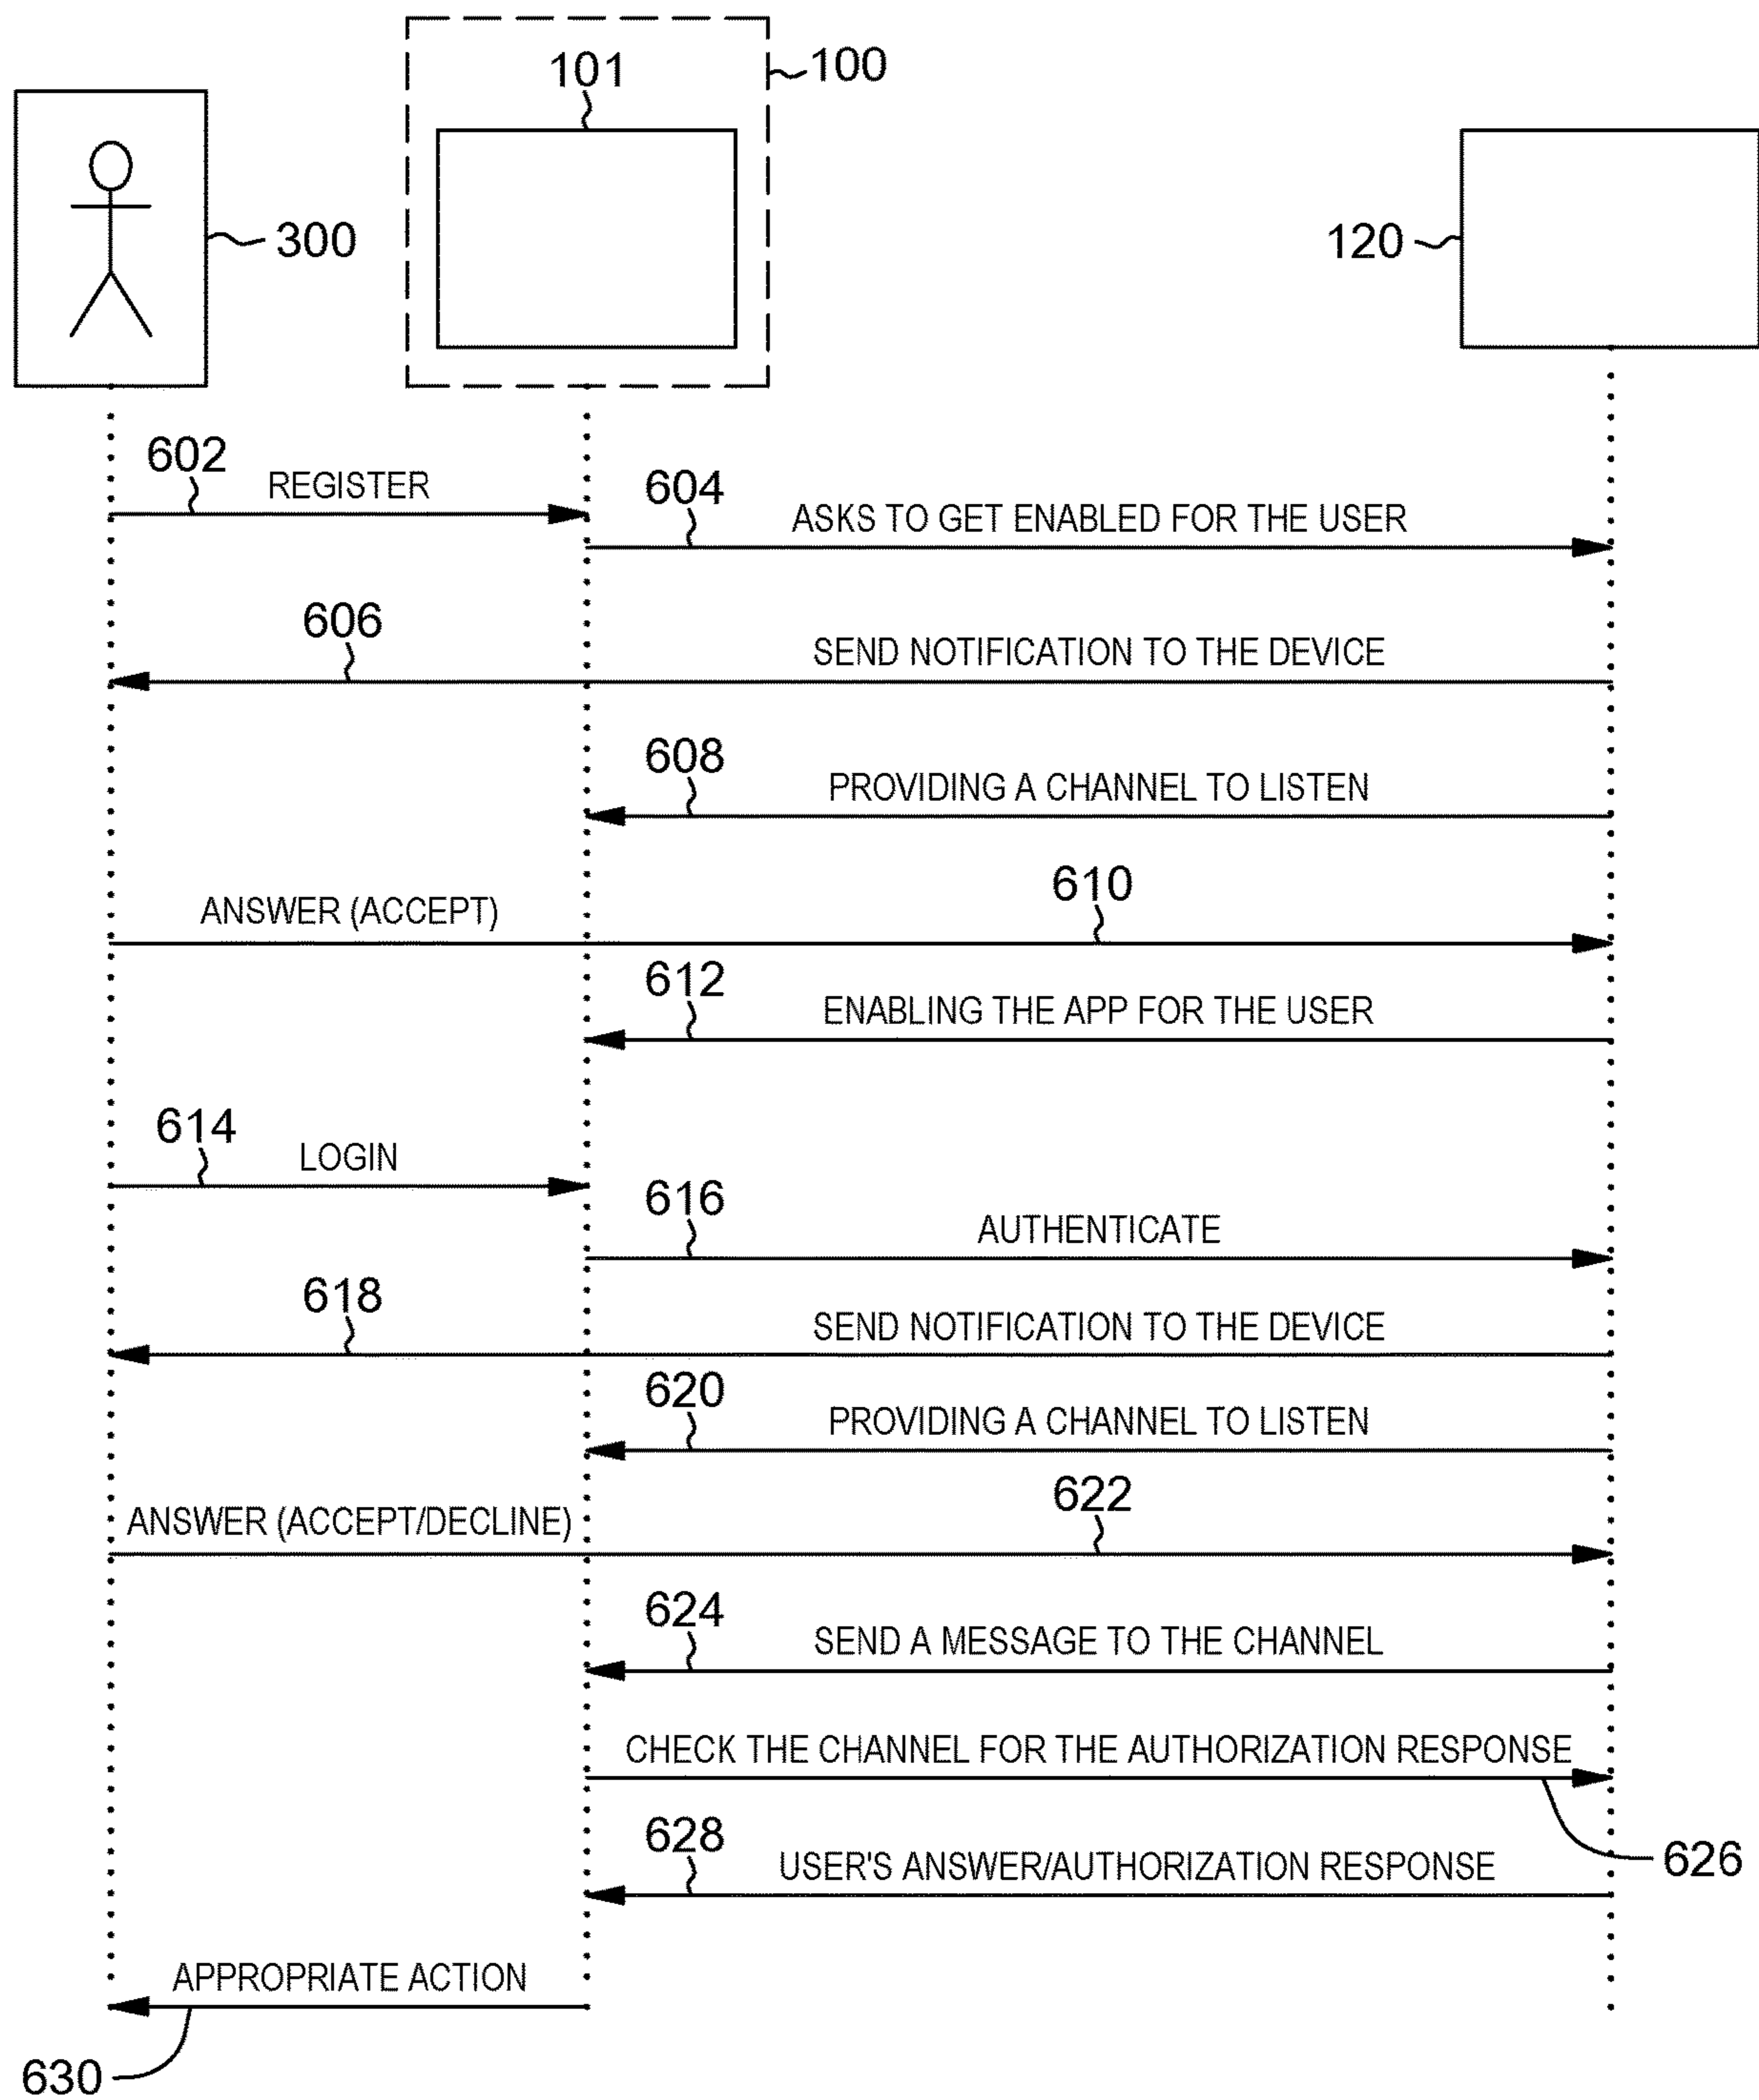 101
100
300
120
602
REGISTER
604
ASKS TO GET ENABLED FOR THE USER
606
SEND NOTIFICATION TO THE DEVICE
608
PROVIDING A CHANNEL TO LISTEN
610
ANSWER (ACCEPT)
612
ENABLING THE APP FOR THE USER
614
LOGIN
616
AUTHENTICATE
618
SEND NOTIFICATION TO THE DEVICE
620
PROVIDING A CHANNEL TO LISTEN
622
ANSWER (ACCEPT/DECLINE)
624
SEND A MESSAGE TO THE CHANNEL
CHECK THE CHANNEL FOR THE AUTHORIZATION RESPONSE
626
628
USER'S ANSWER/AUTHORIZATION RESPONSE
APPROPRIATE ACTION
630